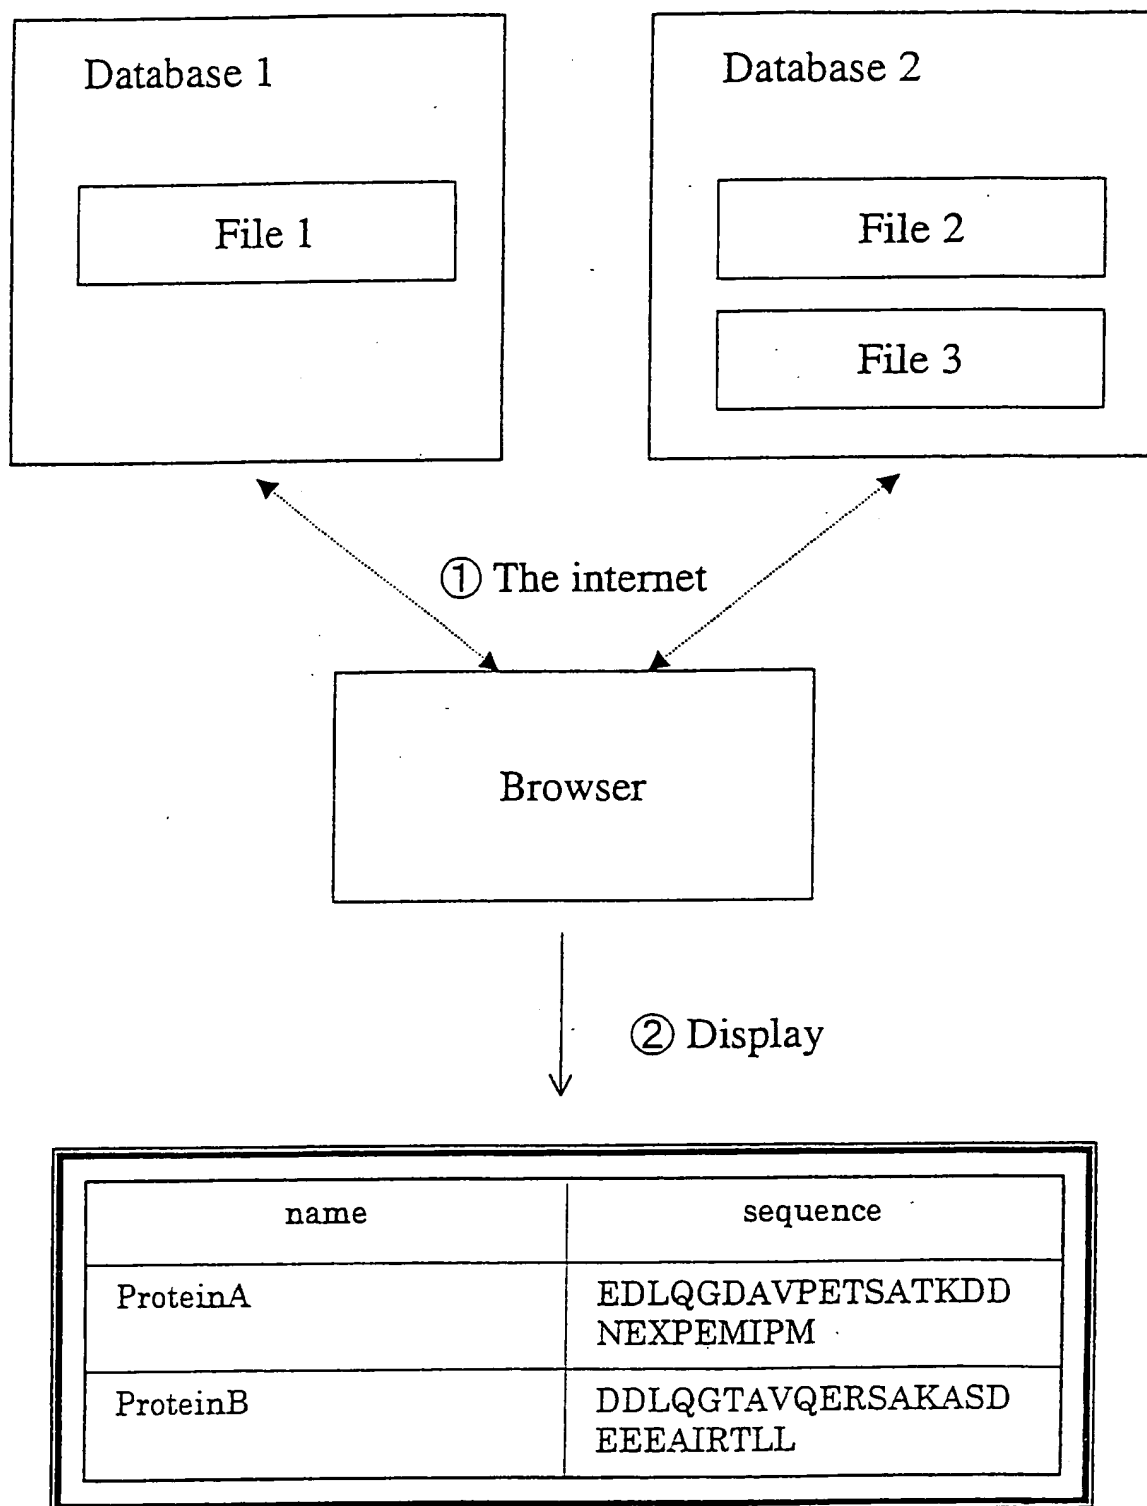 Database 1
Database 2
File 1
File 2
File 3
① The internet
Browser
② Display
name
sequence
ProteinA
EDLQGDAVPETSATKDD
NEXPEMIPM
ProteinB
DDLQGTAVQERSAKASD
EEEAIRTLL